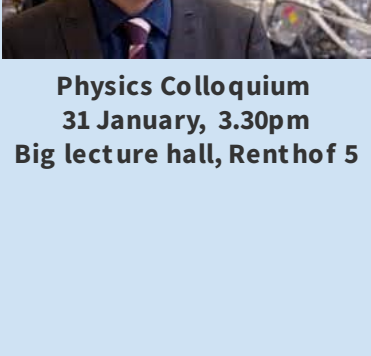 Physics Colloquium
31 January, 3.30pm
Big lecture hall, Renthof 5